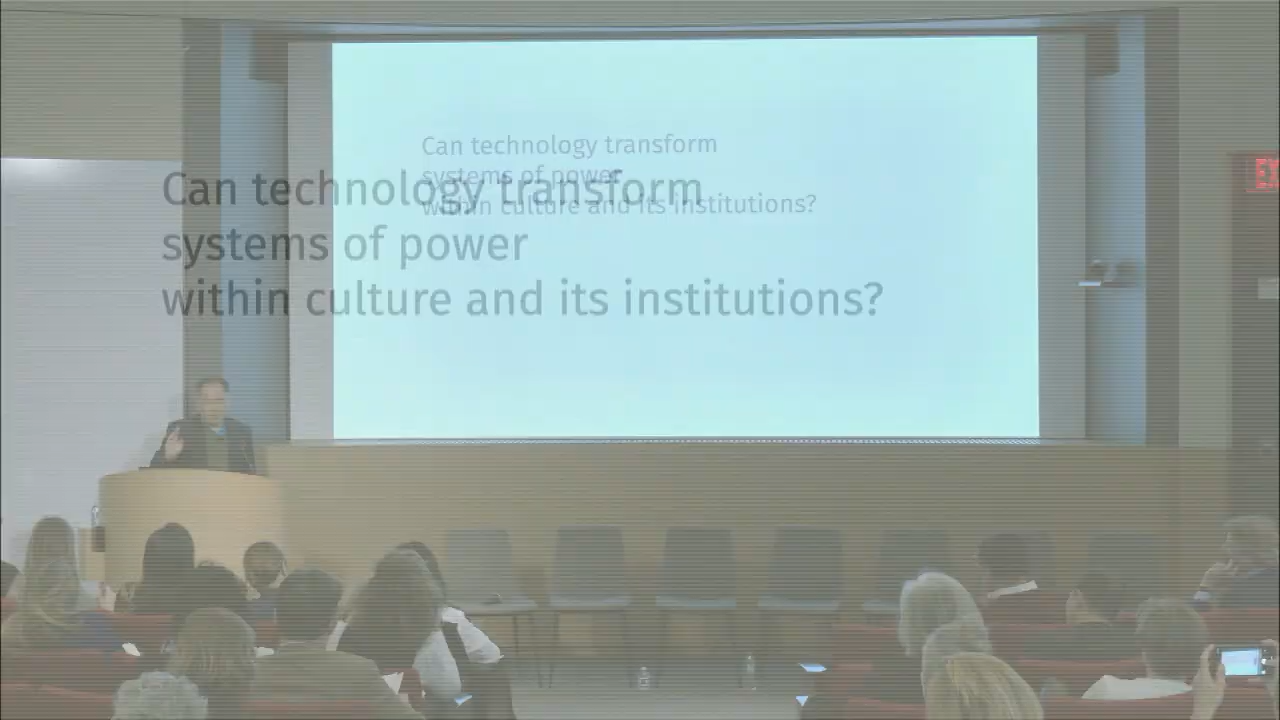 Can technology transform
systems of power
within culture and its institutions?
Can technology transform
systems of power
within culture and its institutions?
EX